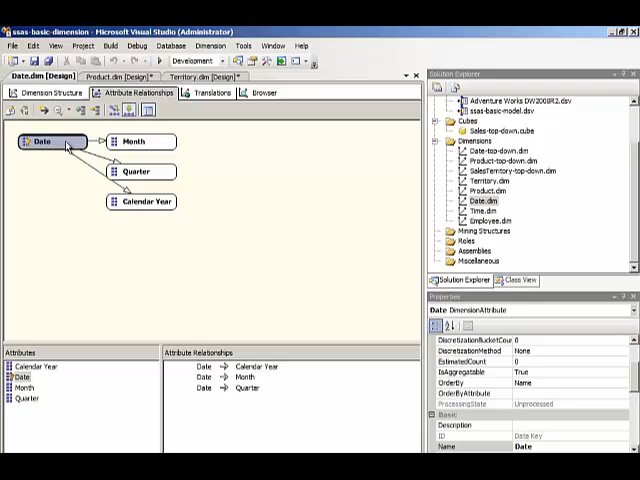 ssas-basic-dimension - Microsoft Visual Studio (Administrator)
File Edit View Project Build Debug Database Dimension Tools Window Help
Development
Date.dim [Design] Product.dim [Design]* Territory.dim [Design]*
Dimension Structure Attribute Relationships Translations Browser
Date Month
Quarter
Calendar Year
Attributes
Calendar Year
Date
Month
Quarter
Attribute Relationships
Date Calendar Year
Date Month
Date Quarter
Solution Explorer
Adventure Works DW2008R2.dsv
ssas-basic-model.dsv
Cubes
Sales-top-down.cube
Dimensions
Date-top-down.dim
Product-top-down.dim
SalesTerritory-top-down.dim
Territory.dim
Product.dim
Date.dim
Time.dim
Employee.dim
Mining Structures
Roles
Assemblies
Miscellaneous
Solution Explorer Class View
Properties
Date DimensionAttribute
DiscretizationBucketCour 0
DiscretizationMethod None
EstimatedCount 0
IsAggregatable True
OrderBy Name
OrderByAttribute
ProcessingState Unprocessed
Basic
Description
ID Date Key
Name Date